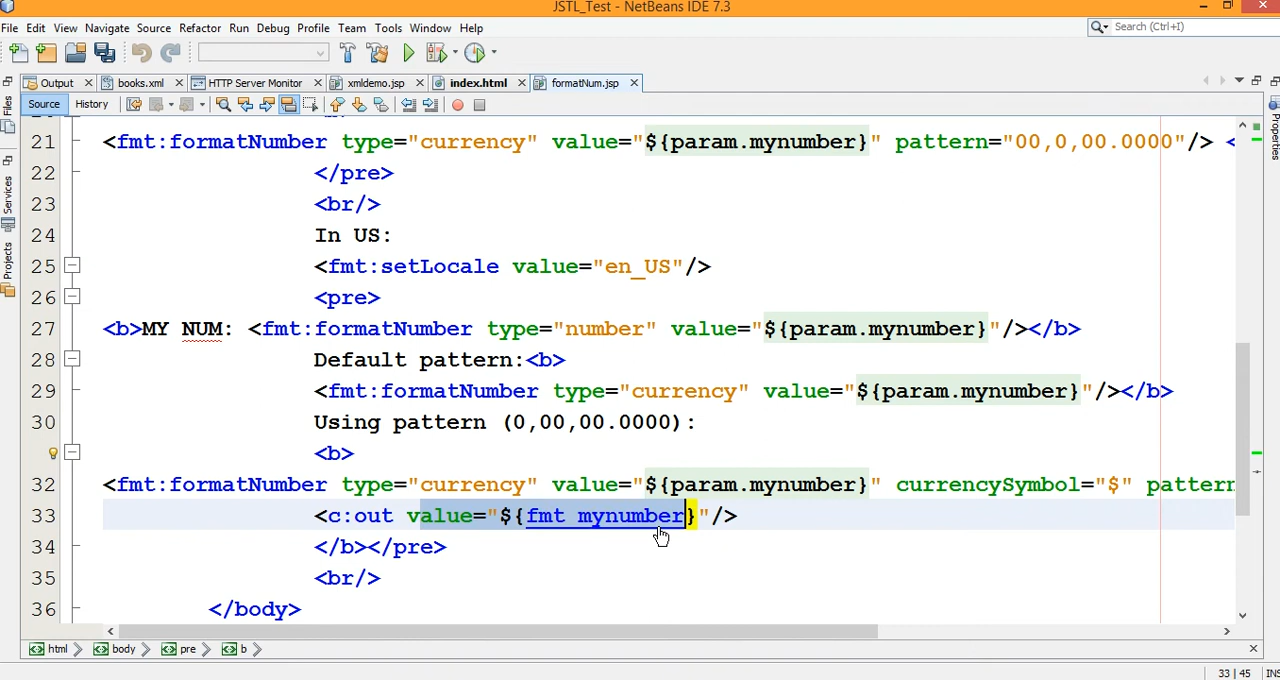 JSTL_Test - NetBeans IDE 7.3
File Edit View Navigate Source Refactor Run Debug Profile Team Tools Window Help
Search (Ctrl+I)
Output books.xml HTTP Server Monitor xmldemo.jsp index.html formatNum.jsp
Source History
Files
Services
Projects
Properties
21 <fmt:formatNumber type="currency" value="${param.mynumber}" pattern="00,0,00.0000"/> <
22 </pre>
23 <br/>
24 In US:
25 <fmt:setLocale value="en_US"/>
26 <pre>
27 <b>MY NUM: <fmt:formatNumber type="number" value="${param.mynumber}"/></b>
28 Default pattern:<b>
29 <fmt:formatNumber type="currency" value="${param.mynumber}"/></b>
30 Using pattern (0,00,00.0000):
<b>
32 <fmt:formatNumber type="currency" value="${param.mynumber}" currencySymbol="$" pattern
33 <c:out value="${fmt_mynumber}"/>
34 </b></pre>
35 <br/>
36 </body>
html body pre b
33 | 45 INS